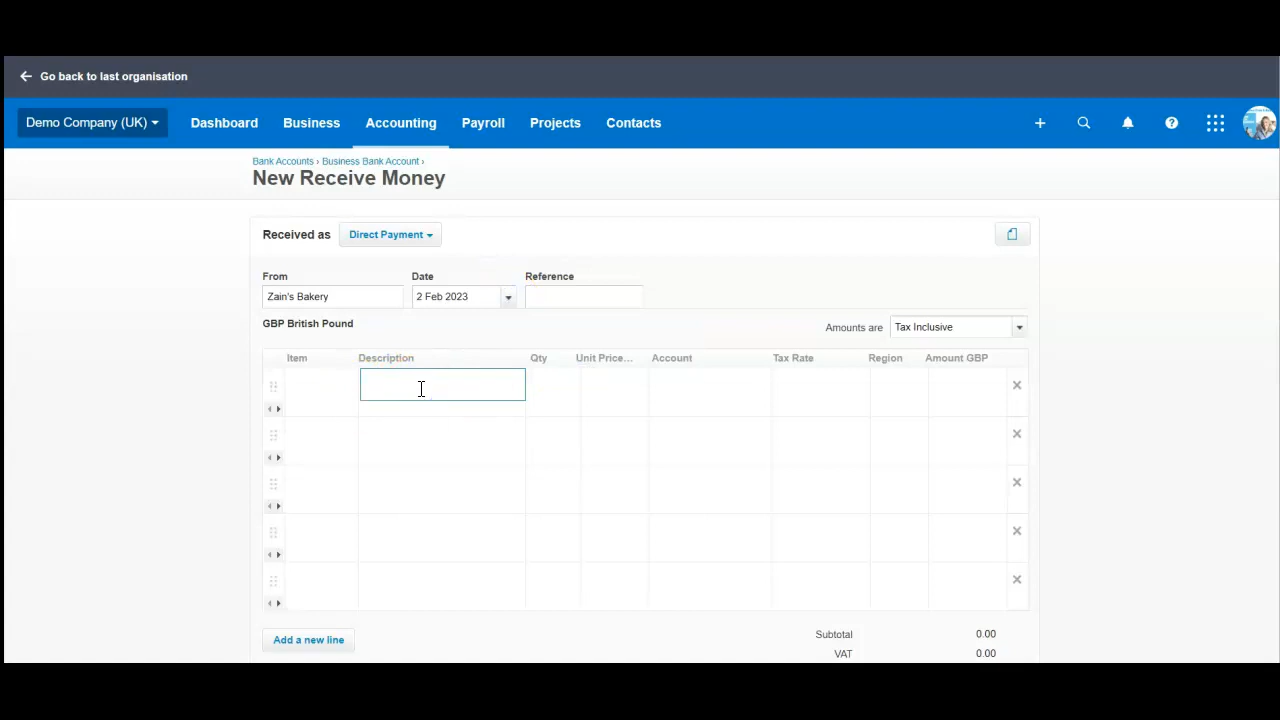 Go back to last organisation
Demo Company (UK) Dashboard Business Accounting Payroll Projects Contacts
Bank Accounts › Business Bank Account ›
New Receive Money
Received as Direct Payment
From Date Reference
Zain's Bakery 2 Feb 2023
GBP British Pound
Amounts are Tax Inclusive
Item Description Qty Unit Price... Account Tax Rate Region Amount GBP
Add a new line
Subtotal 0.00
VAT 0.00